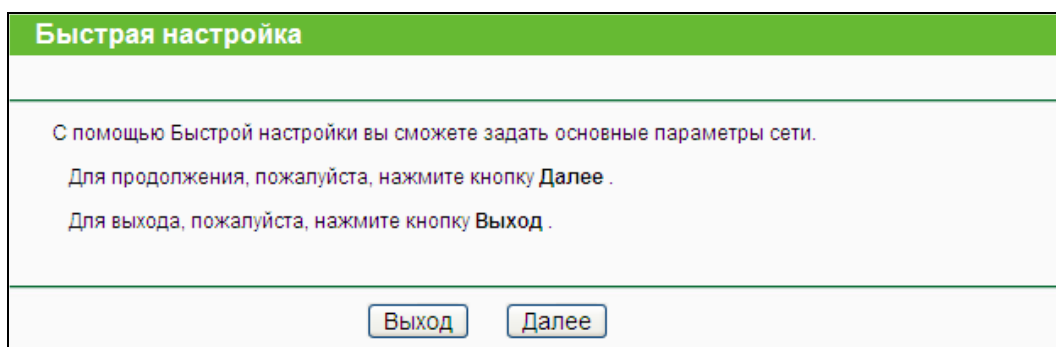 Быстрая настройка
С помощью Быстрой настройки вы сможете задать основные параметры сети.
Для продолжения, пожалуйста, нажмите кнопку Далее .
Для выхода, пожалуйста, нажмите кнопку Выход .
Выход Далее